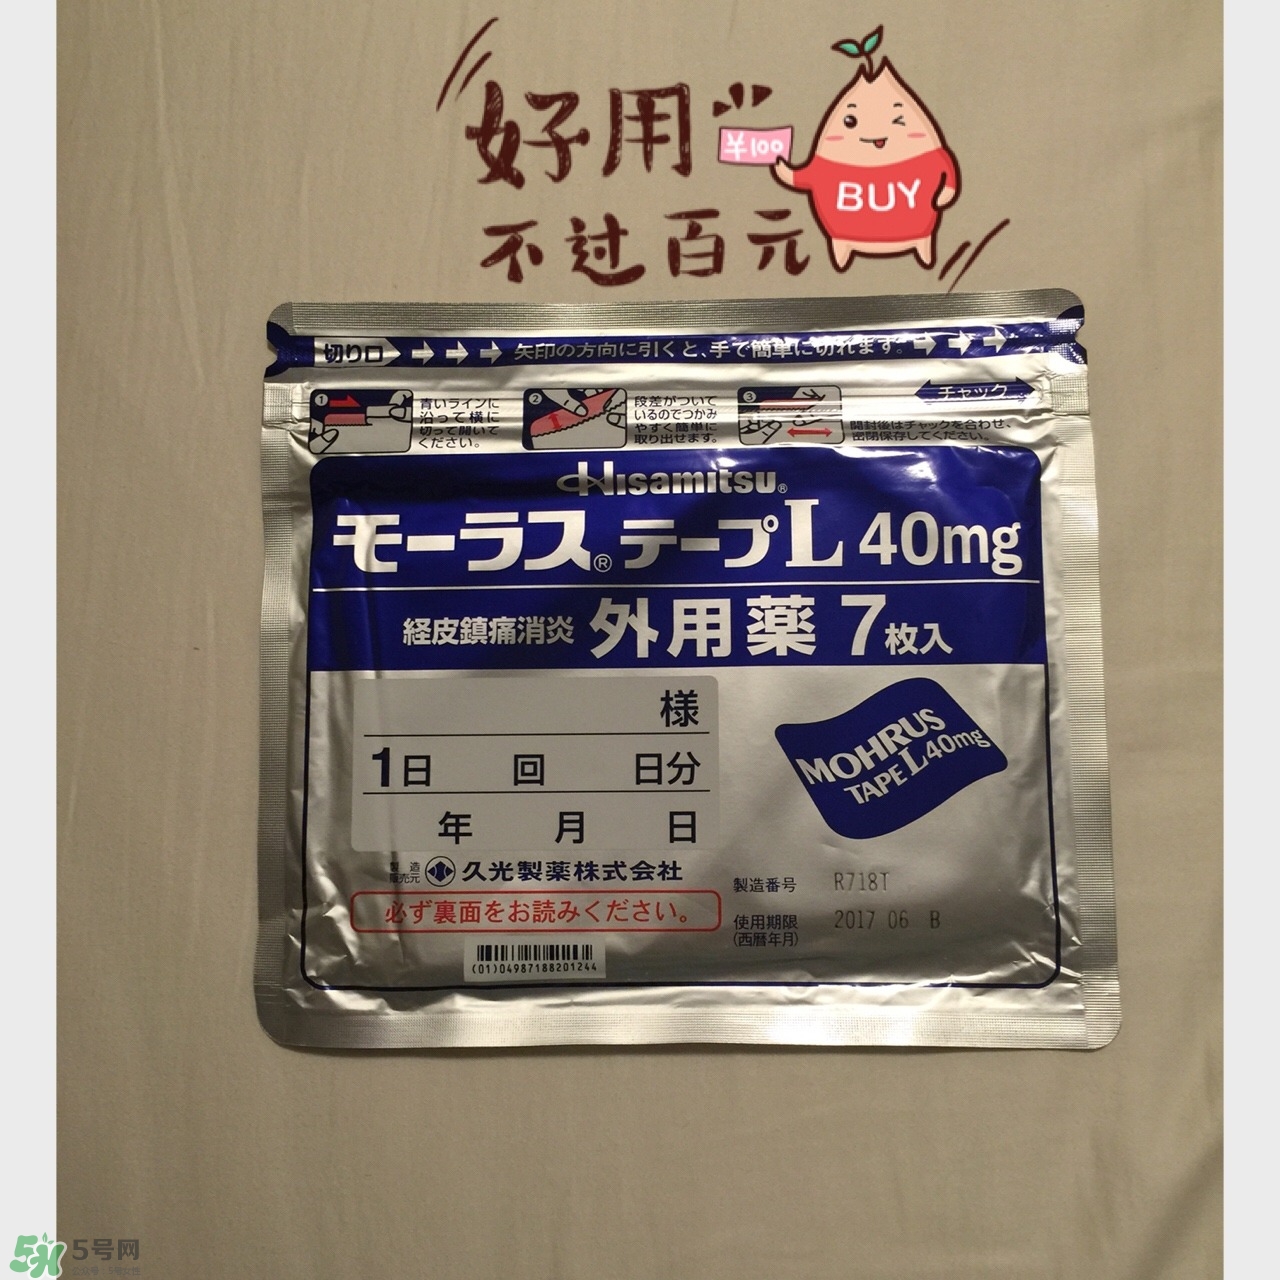 好用
¥100
BUY
不过百元
切り口 矢印の方向に引くと、手で簡単に切れます。
1
青いラインに
沿って横に
切って開いて
ください。
2
段差がついて
いるのでつかみ
やすく簡単に
取り出せます。
3
チャック
開封後はチャックを合わせ、
密閉保存してください。
Hisamitsu®
モーラス®テープL 40mg
経皮鎮痛消炎 外用薬 7枚入
様
1日 回 日分
年 月 日
製造
販売元 久光製薬株式会社
必ず裏面をお読みください。
(01)04987188201244
MOHRUS
TAPE L 40mg
製造番号 R718T
使用期限 2017 06 B
(西暦年月)
5号网